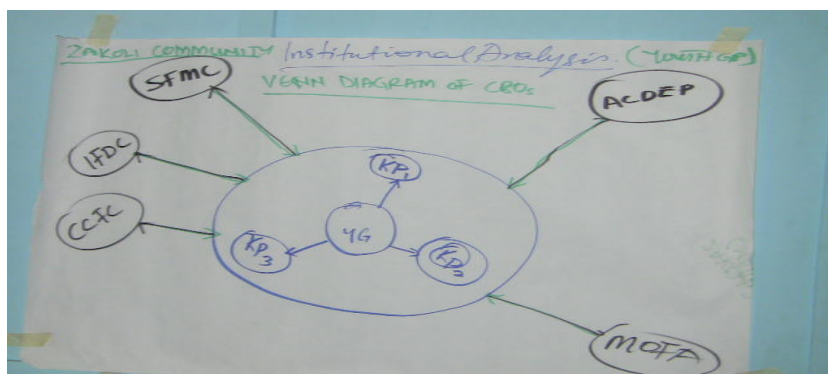 ZAKOLI COMMUNITY Institutional Analysis. (YOUTH GP)
VENN DIAGRAM OF CBOs
SFMC
ACDEP
IFDC
KP1
CCFC
YG
KP3
KP2
MOFA